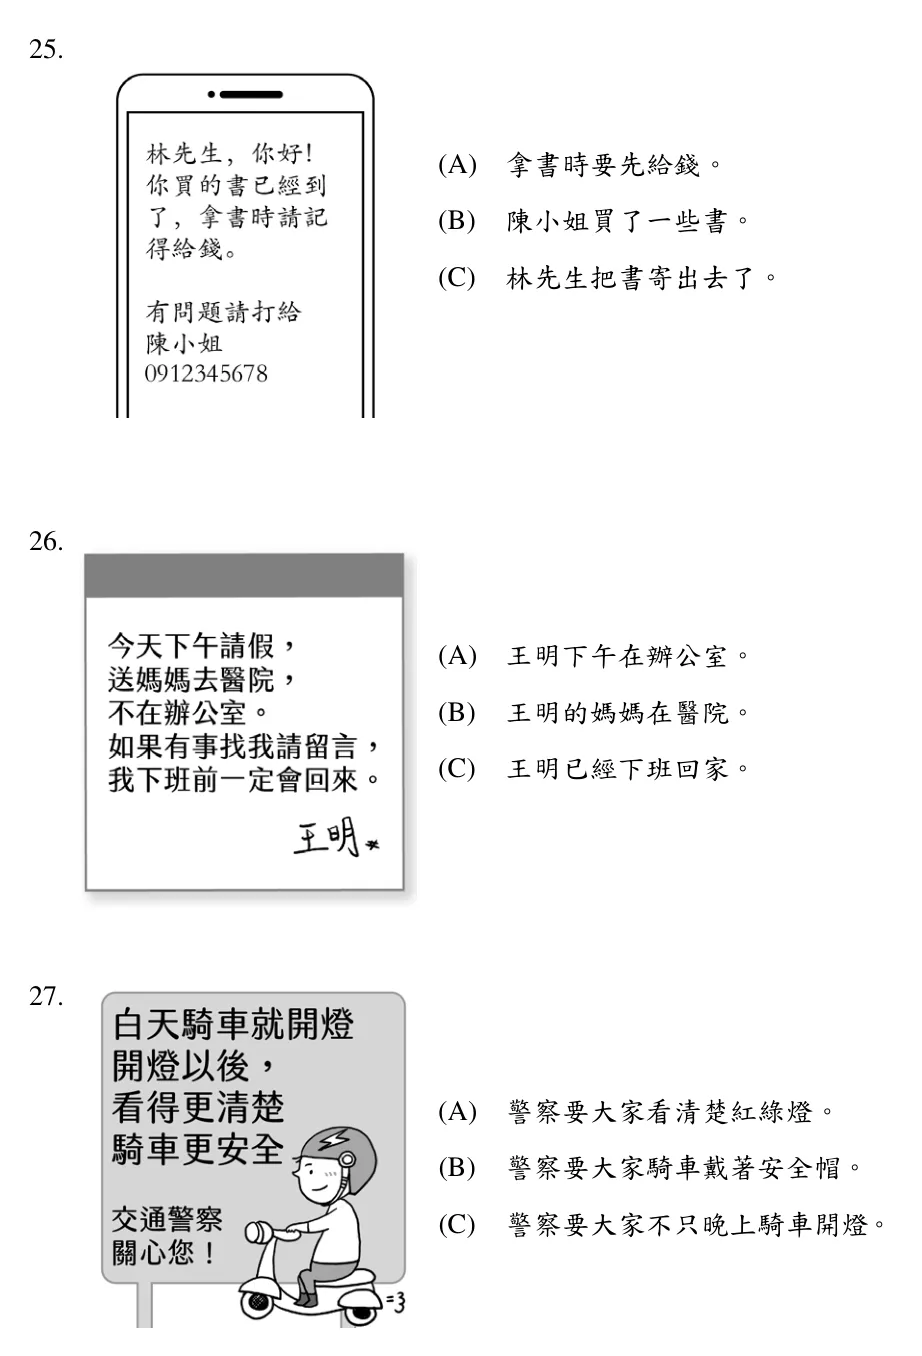 25.
林先生，你好!
你買的書已經到
了，拿書時請記
得給錢。
有問題請打給
陳小姐
0912345678
(A) 拿書時要先給錢。
(B) 陳小姐買了一些書。
(C) 林先生把書寄出去了。
26.
今天下午請假，
送媽媽去醫院，
不在辦公室。
如果有事找我請留言，
我下班前一定會回來。
王明
(A) 王明下午在辦公室。
(B) 王明的媽媽在醫院。
(C) 王明已經下班回家。
27.
白天騎車就開燈
開燈以後，
看得更清楚
騎車更安全
交通警察
關心您！
(A) 警察要大家看清楚紅綠燈。
(B) 警察要大家騎車戴著安全帽。
(C) 警察要大家不只晚上騎車開燈。